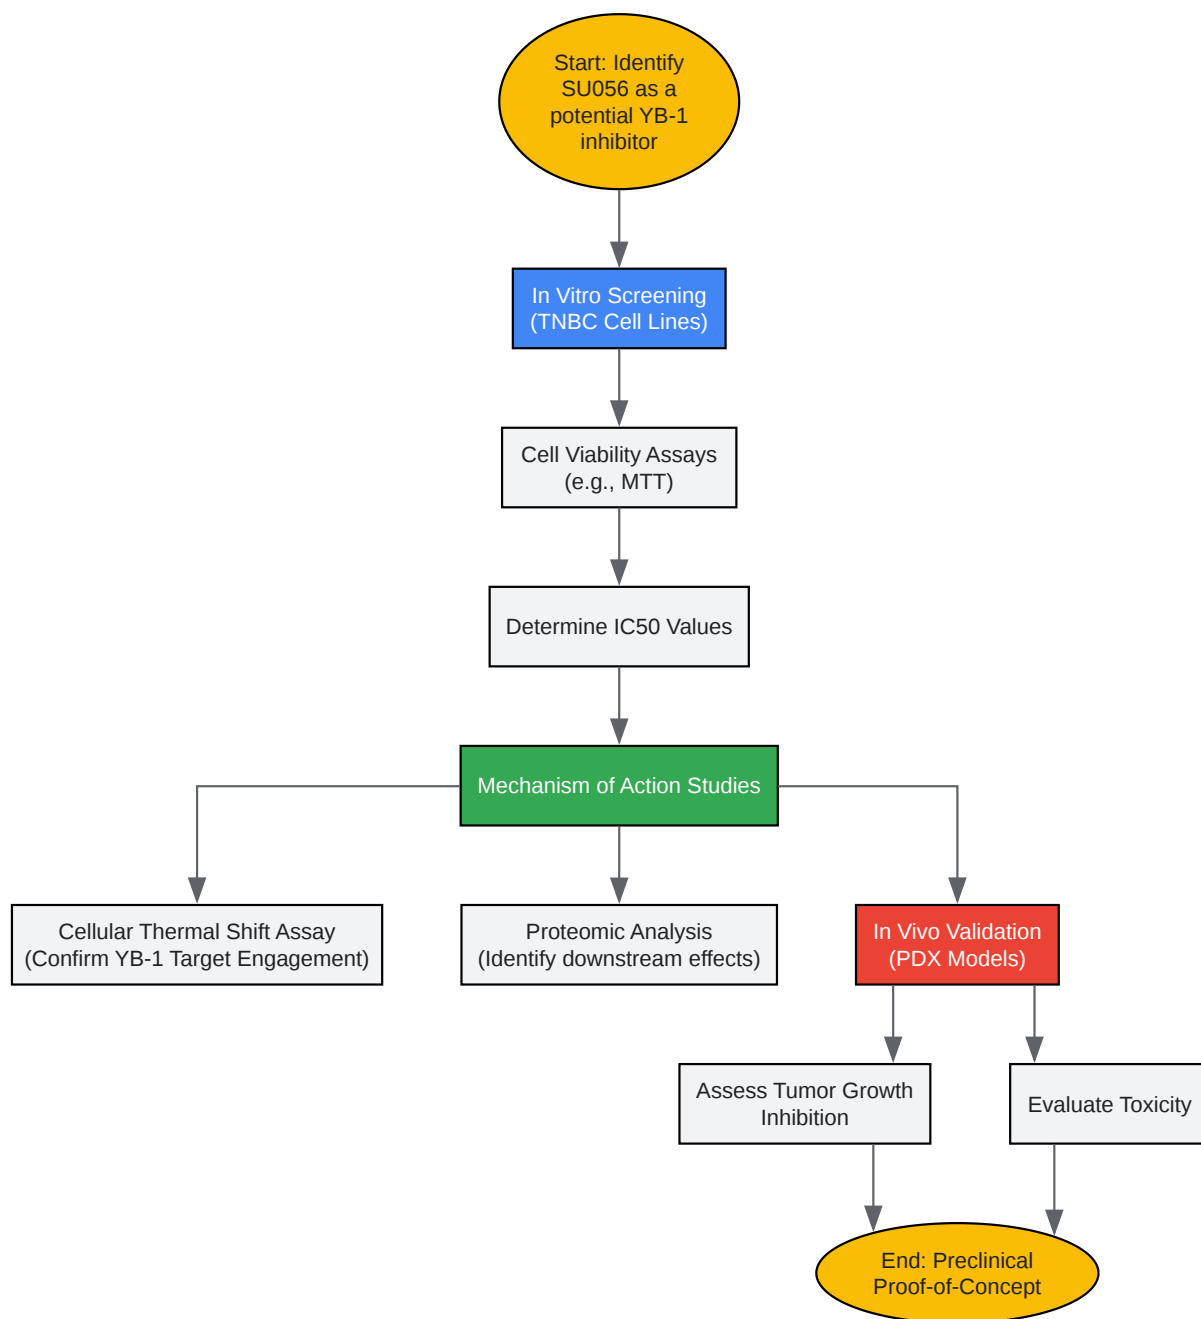 Start: Identify
SU056 as a
potential YB-1
inhibitor
In Vitro Screening
(TNBC Cell Lines)
Cell Viability Assays
(e.g., MTT)
Determine IC50 Values
Mechanism of Action Studies
Cellular Thermal Shift Assay
(Confirm YB-1 Target Engagement)
Proteomic Analysis
(Identify downstream effects)
In Vivo Validation
(PDX Models)
Assess Tumor Growth
Inhibition
Evaluate Toxicity
End: Preclinical
Proof-of-Concept